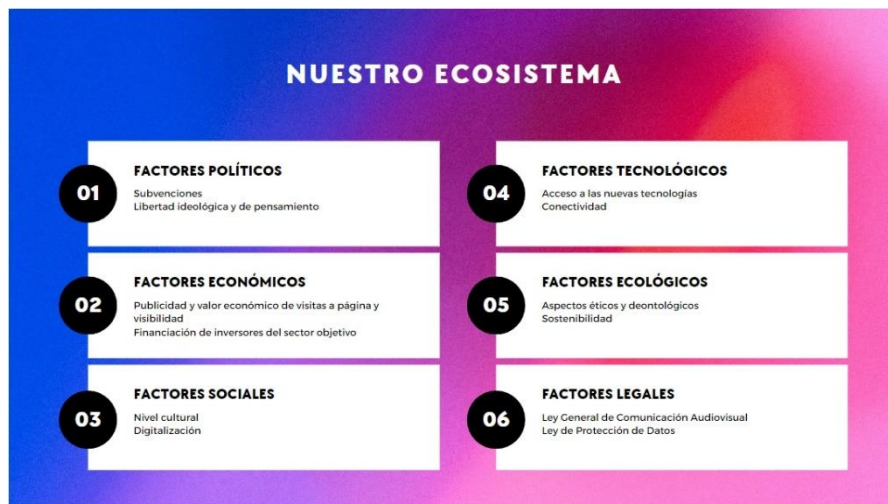 NUESTRO ECOSISTEMA
01
FACTORES POLÍTICOS
Subvenciones
Libertad ideológica y de pensamiento
02
FACTORES ECONÓMICOS
Publicidad y valor económico de visitas a página y
visibilidad
Financiación de inversores del sector objetivo
03
FACTORES SOCIALES
Nivel cultural
Digitalización
04
FACTORES TECNOLÓGICOS
Acceso a las nuevas tecnologías
Conectividad
05
FACTORES ECOLÓGICOS
Aspectos éticos y deontológicos
Sostenibilidad
06
FACTORES LEGALES
Ley General de Comunicación Audiovisual
Ley de Protección de Datos